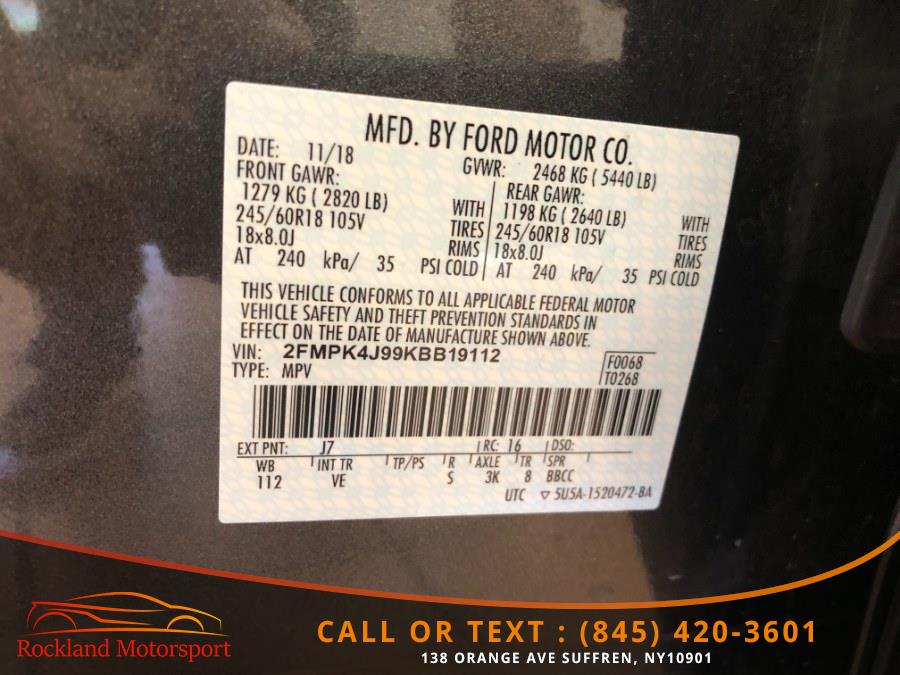 MFD. BY FORD MOTOR CO.
DATE: 11/18 GVWR: 2468 KG ( 5440 LB)
FRONT GAWR: REAR GAWR:
1279 KG ( 2820 LB) WITH 1198 KG ( 2640 LB) WITH
245/60R18 105V TIRES 245/60R18 105V TIRES
18x8.0J RIMS 18x8.0J RIMS
AT 240 kPa/ 35 PSI COLD AT 240 kPa/ 35 PSI COLD
THIS VEHICLE CONFORMS TO ALL APPLICABLE FEDERAL MOTOR
VEHICLE SAFETY AND THEFT PREVENTION STANDARDS IN
EFFECT ON THE DATE OF MANUFACTURE SHOWN ABOVE.
VIN: 2FMPK4J99KBB19112 F0068
TYPE: MPV T0268
EXT PNT: J7 RC: 16 DSO:
WB INT TR TP/PS R AXLE TR SPR
112 VE S 3K 8 BBCC
UTC ▽ 5U5A-1520472-BA
Rockland Motorsport
CALL OR TEXT : (845) 420-3601
138 ORANGE AVE SUFFREN, NY10901